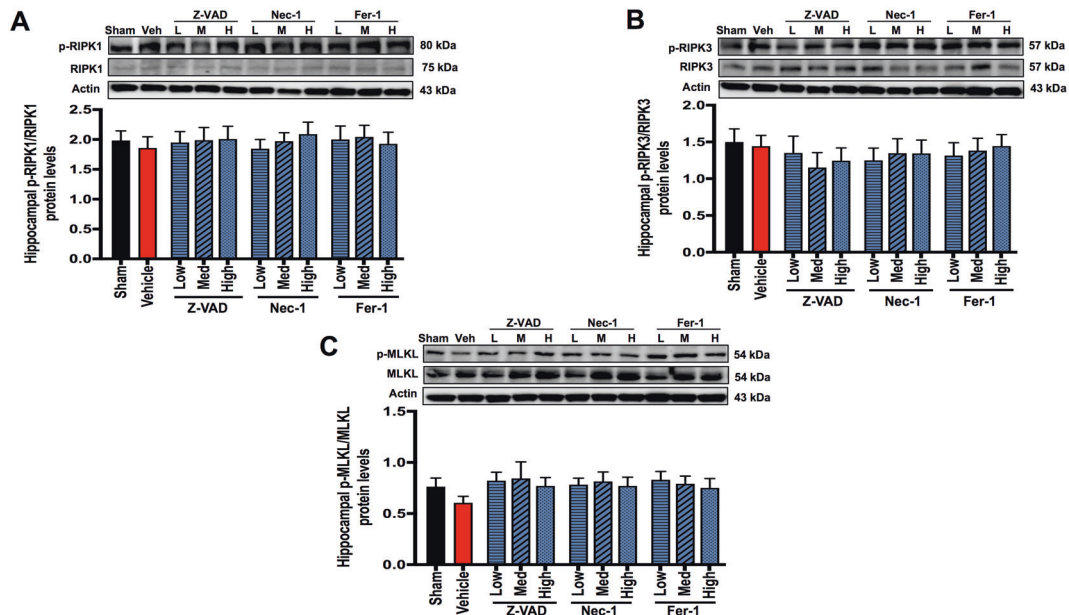 A
Z-VAD Nec-1 Fer-1
Sham Veh L M H L M H L M H
p-RIPK1 80 kDa
RIPK1 75 kDa
Actin 43 kDa
Hippocampal p-RIPK1/RIPK1
protein levels
2.5
2.0
1.5
1.0
0.5
0.0
Sham Vehicle Low Med High Low Med High Low Med High
Z-VAD Nec-1 Fer-1
B
Z-VAD Nec-1 Fer-1
Sham Veh L M H L M H L M H
p-RIPK3 57 kDa
RIPK3 57 kDa
Actin 43 kDa
Hippocampal p-RIPK3/RIPK3
protein levels
2.0
1.5
1.0
0.5
0.0
Sham Vehicle Low Med High Low Med High Low Med High
Z-VAD Nec-1 Fer-1
C
Z-VAD Nec-1 Fer-1
Sham Veh L M H L M H L M H
p-MLKL 54 kDa
MLKL 54 kDa
Actin 43 kDa
Hippocampal p-MLKL/MLKL
protein levels
1.5
1.0
0.5
0.0
Sham Vehicle Low Med High Low Med High Low Med High
Z-VAD Nec-1 Fer-1